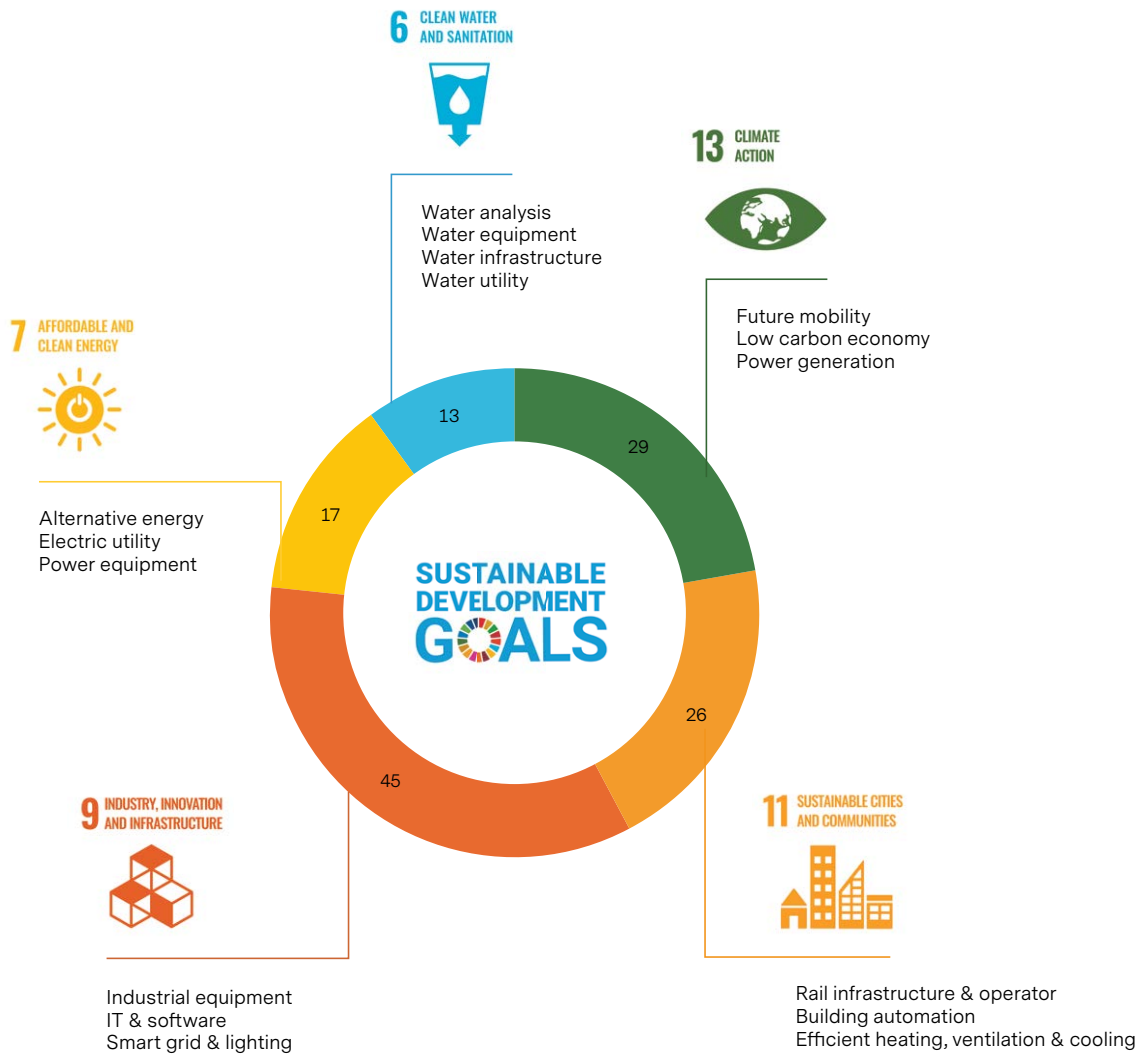 6 CLEAN WATER
AND SANITATION
13 CLIMATE
ACTION
Water analysis
Water equipment
Water infrastructure
Water utility
Future mobility
Low carbon economy
Power generation
7 AFFORDABLE AND
CLEAN ENERGY
Alternative energy
Electric utility
Power equipment
13
29
17
26
45
SUSTAINABLE
DEVELOPMENT
GOALS
9 INDUSTRY, INNOVATION
AND INFRASTRUCTURE
Industrial equipment
IT & software
Smart grid & lighting
11 SUSTAINABLE CITIES
AND COMMUNITIES
Rail infrastructure & operator
Building automation
Efficient heating, ventilation & cooling